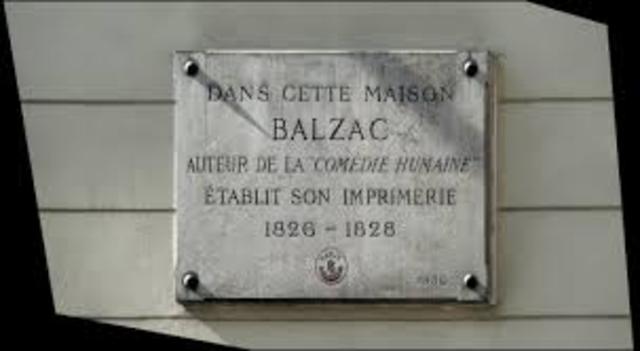 DANS CETTE MAISON
BALZAC
AUTEUR DE LA "COMÉDIE HUMAINE"
ÉTABLIT SON IMPRIMERIE
1826 - 1828